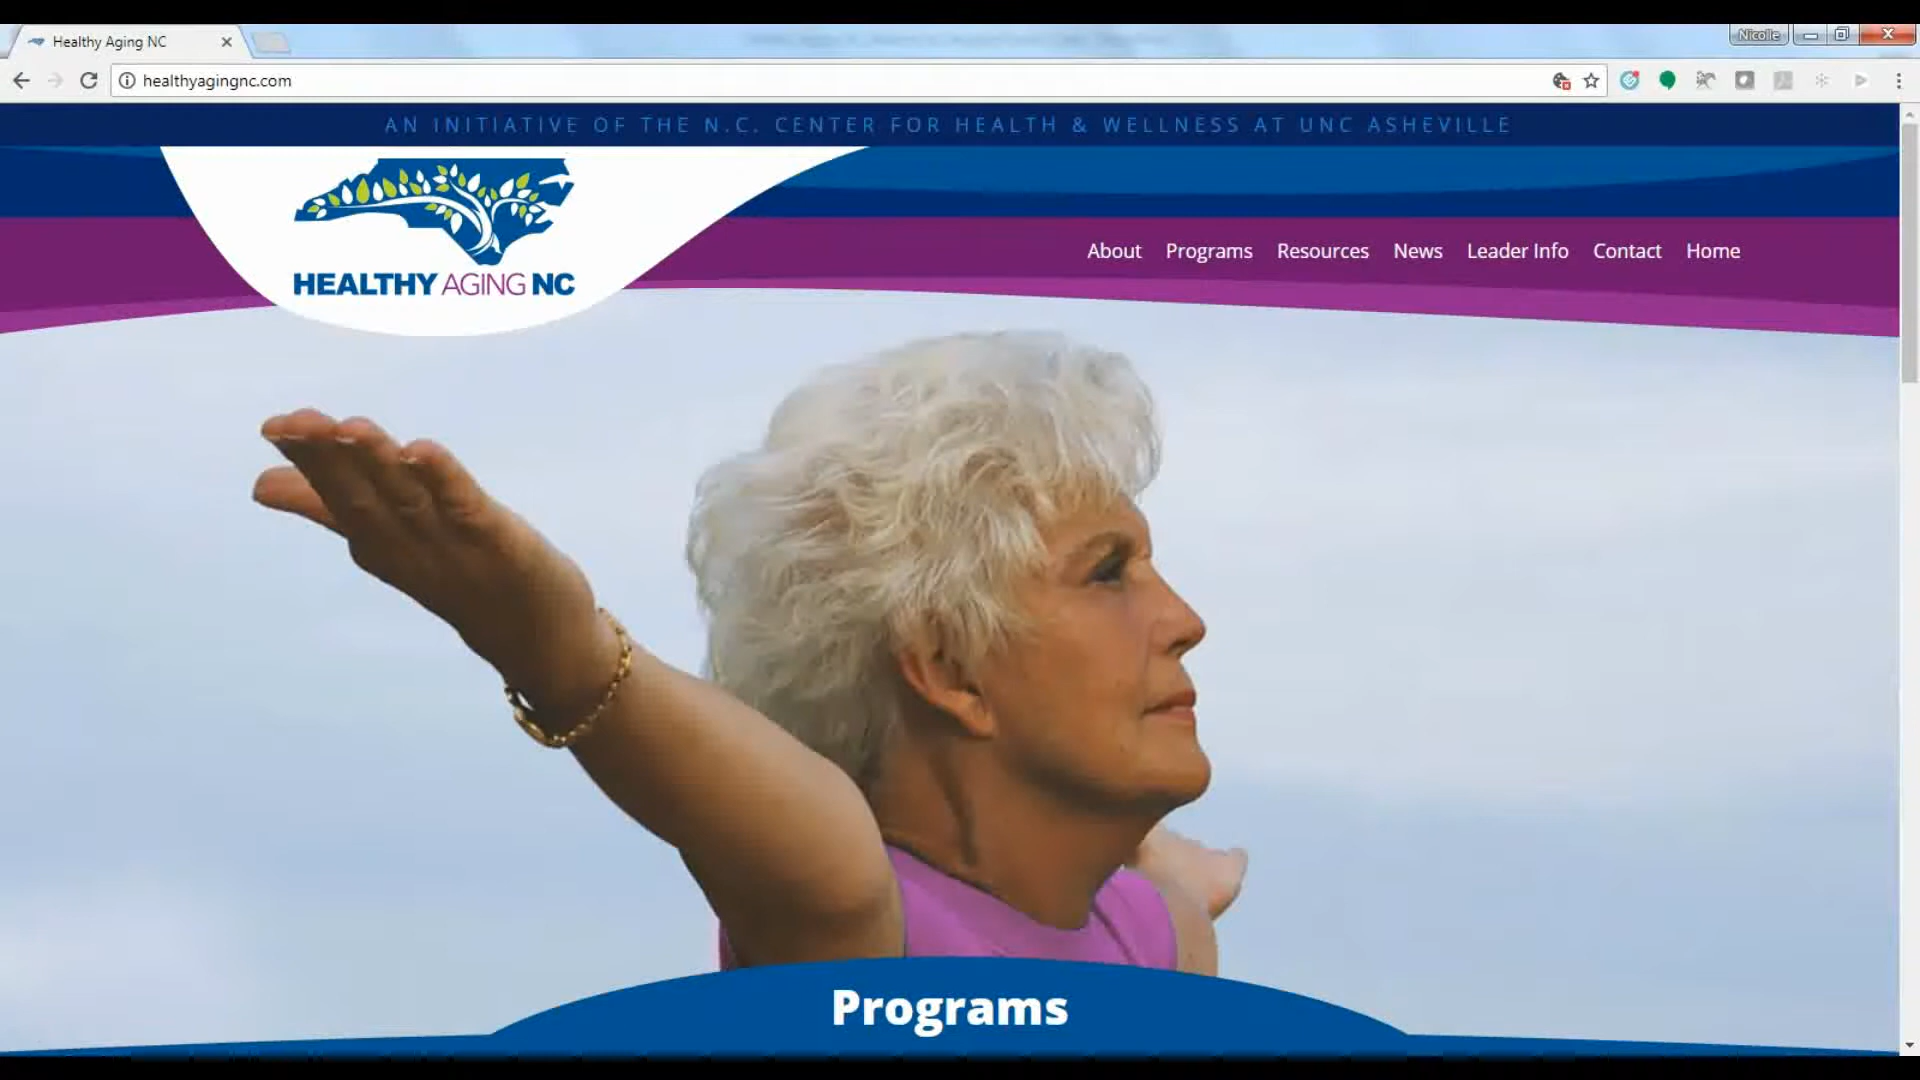 Healthy Aging NC
Nicolle
healthyagingnc.com
AN INITIATIVE OF THE N.C. CENTER FOR HEALTH & WELLNESS AT UNC ASHEVILLE
HEALTHY AGING NC
About Programs Resources News Leader Info Contact Home
Programs